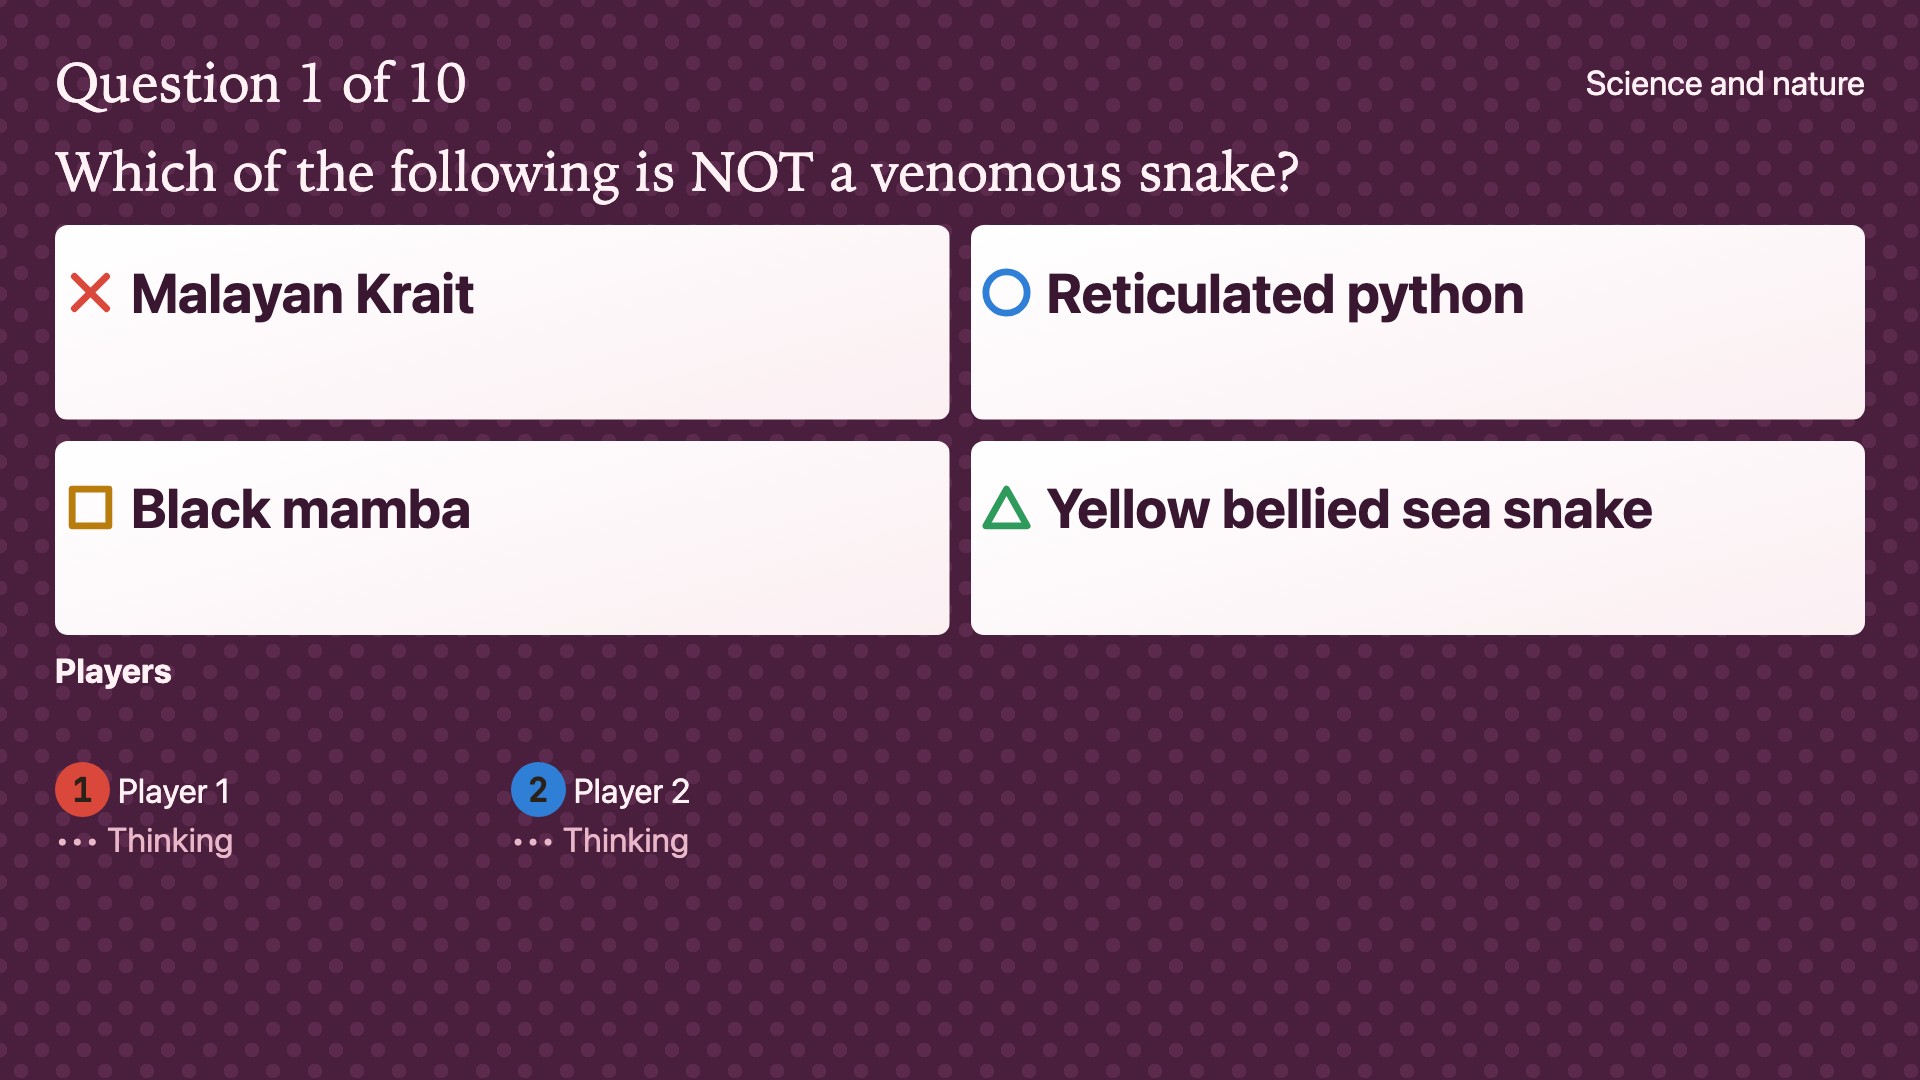 Question 1 of 10
Science and nature
Which of the following is NOT a venomous snake?
Malayan Krait
Reticulated python
Black mamba
Yellow bellied sea snake
Players
1 Player 1
2 Player 2
... Thinking
... Thinking